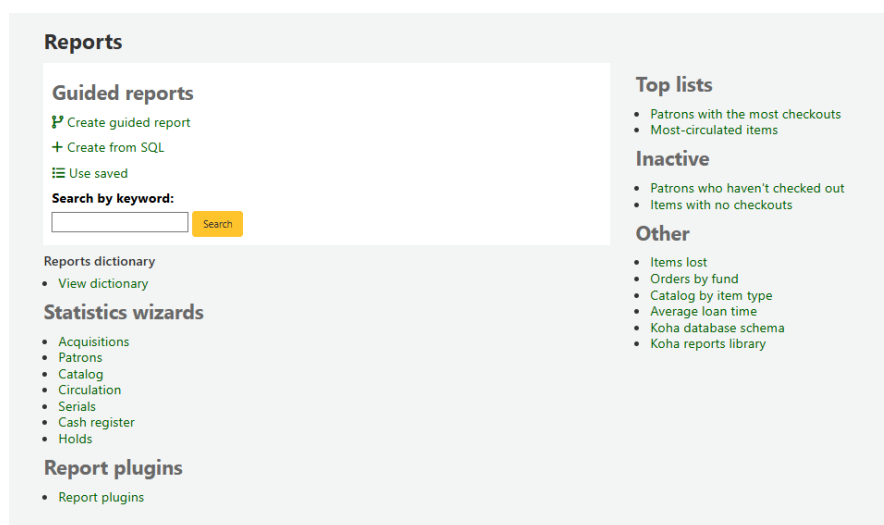 Reports
Guided reports
Create guided report
Create from SQL
Use saved
Search by keyword:
Search
Reports dictionary
View dictionary
Statistics wizards
Acquisitions
Patrons
Catalog
Circulation
Serials
Cash register
Holds
Report plugins
Report plugins
Top lists
Patrons with the most checkouts
Most-circulated items
Inactive
Patrons who haven't checked out
Items with no checkouts
Other
Items lost
Orders by fund
Catalog by item type
Average loan time
Koha database schema
Koha reports library